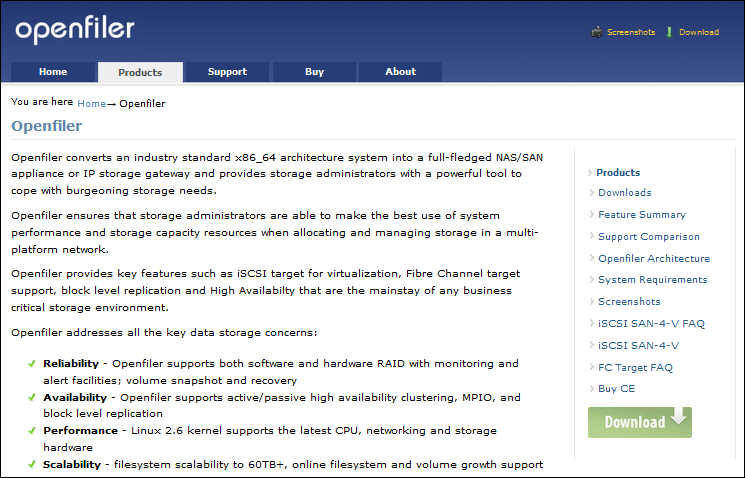 openfiler
Screenshots
Download
Home
Products
Support
Buy
About
You are here Home→ Openfiler
Openfiler
Openfiler converts an industry standard x86_64 architecture system into a full-fledged NAS/SAN
appliance or IP storage gateway and provides storage administrators with a powerful tool to
cope with burgeoning storage needs.
Openfiler ensures that storage administrators are able to make the best use of system
performance and storage capacity resources when allocating and managing storage in a multi-
platform network.
Openfiler provides key features such as iSCSI target for virtualization, Fibre Channel target
support, block level replication and High Availabilty that are the mainstay of any business
critical storage environment.
Openfiler addresses all the key data storage concerns:
Reliability - Openfiler supports both software and hardware RAID with monitoring and
alert facilities; volume snapshot and recovery
Availability - Openfiler supports active/passive high availability clustering, MPIO, and
block level replication
Performance - Linux 2.6 kernel supports the latest CPU, networking and storage
hardware
Scalability - filesystem scalability to 60TB+, online filesystem and volume growth support
Products
Downloads
Feature Summary
Support Comparison
Openfiler Architecture
System Requirements
Screenshots
iSCSI SAN-4-V FAQ
iSCSI SAN-4-V
FC Target FAQ
Buy CE
Download